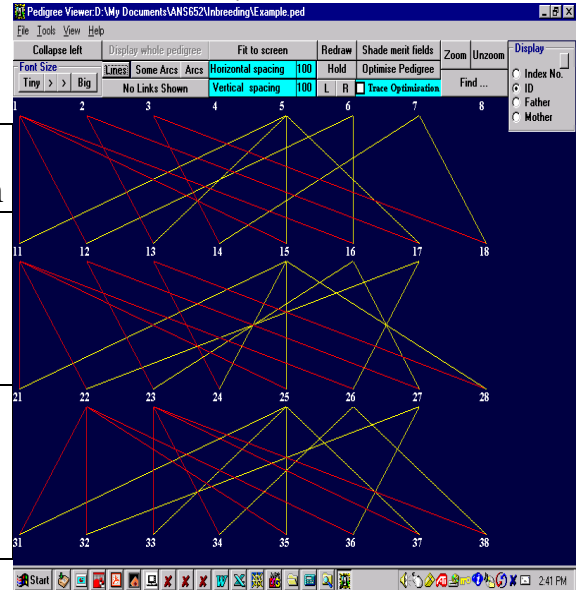 Pedigree Viewer:D:\My Documents\ANS652\Inbreeding\Example.ped
File Tools View Help
Collapse left Display whole pedigree Fit to screen Redraw Shade merit fields Zoom Unzoom Display
Font Size Lines Some Arcs Arcs Horizontal spacing 100 Hold Optimise Pedigree Index No.
Tiny > > Big No Links Shown Vertical spacing 100 L R Trace Optimisation Find ... ID
Father
Mother
1 2 3 4 5 6 7 8
11 12 13 14 15 16 17 18
21 22 23 24 25 26 27 28
31 32 33 34 35 36 37 38
Start 2:41 PM